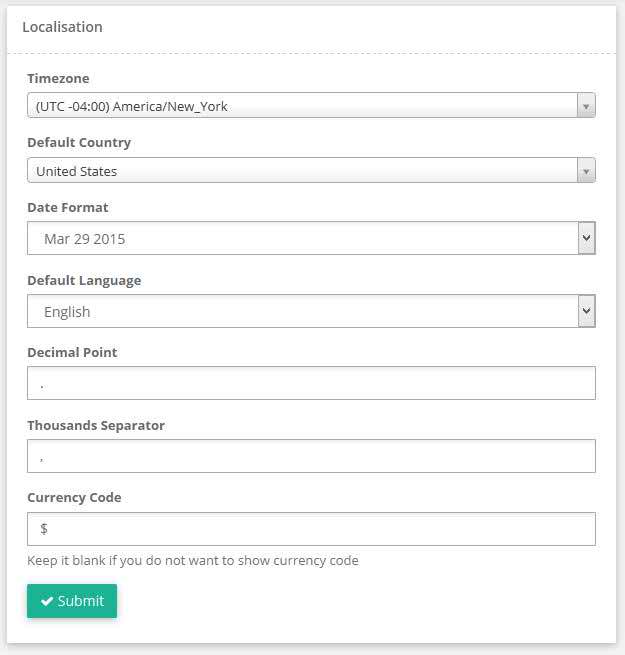 Localisation
Timezone
(UTC -04:00) America/New_York
Default Country
United States
Date Format
Mar 29 2015
Default Language
English
Decimal Point
.
Thousands Separator
,
Currency Code
$
Keep it blank if you do not want to show currency code
Submit